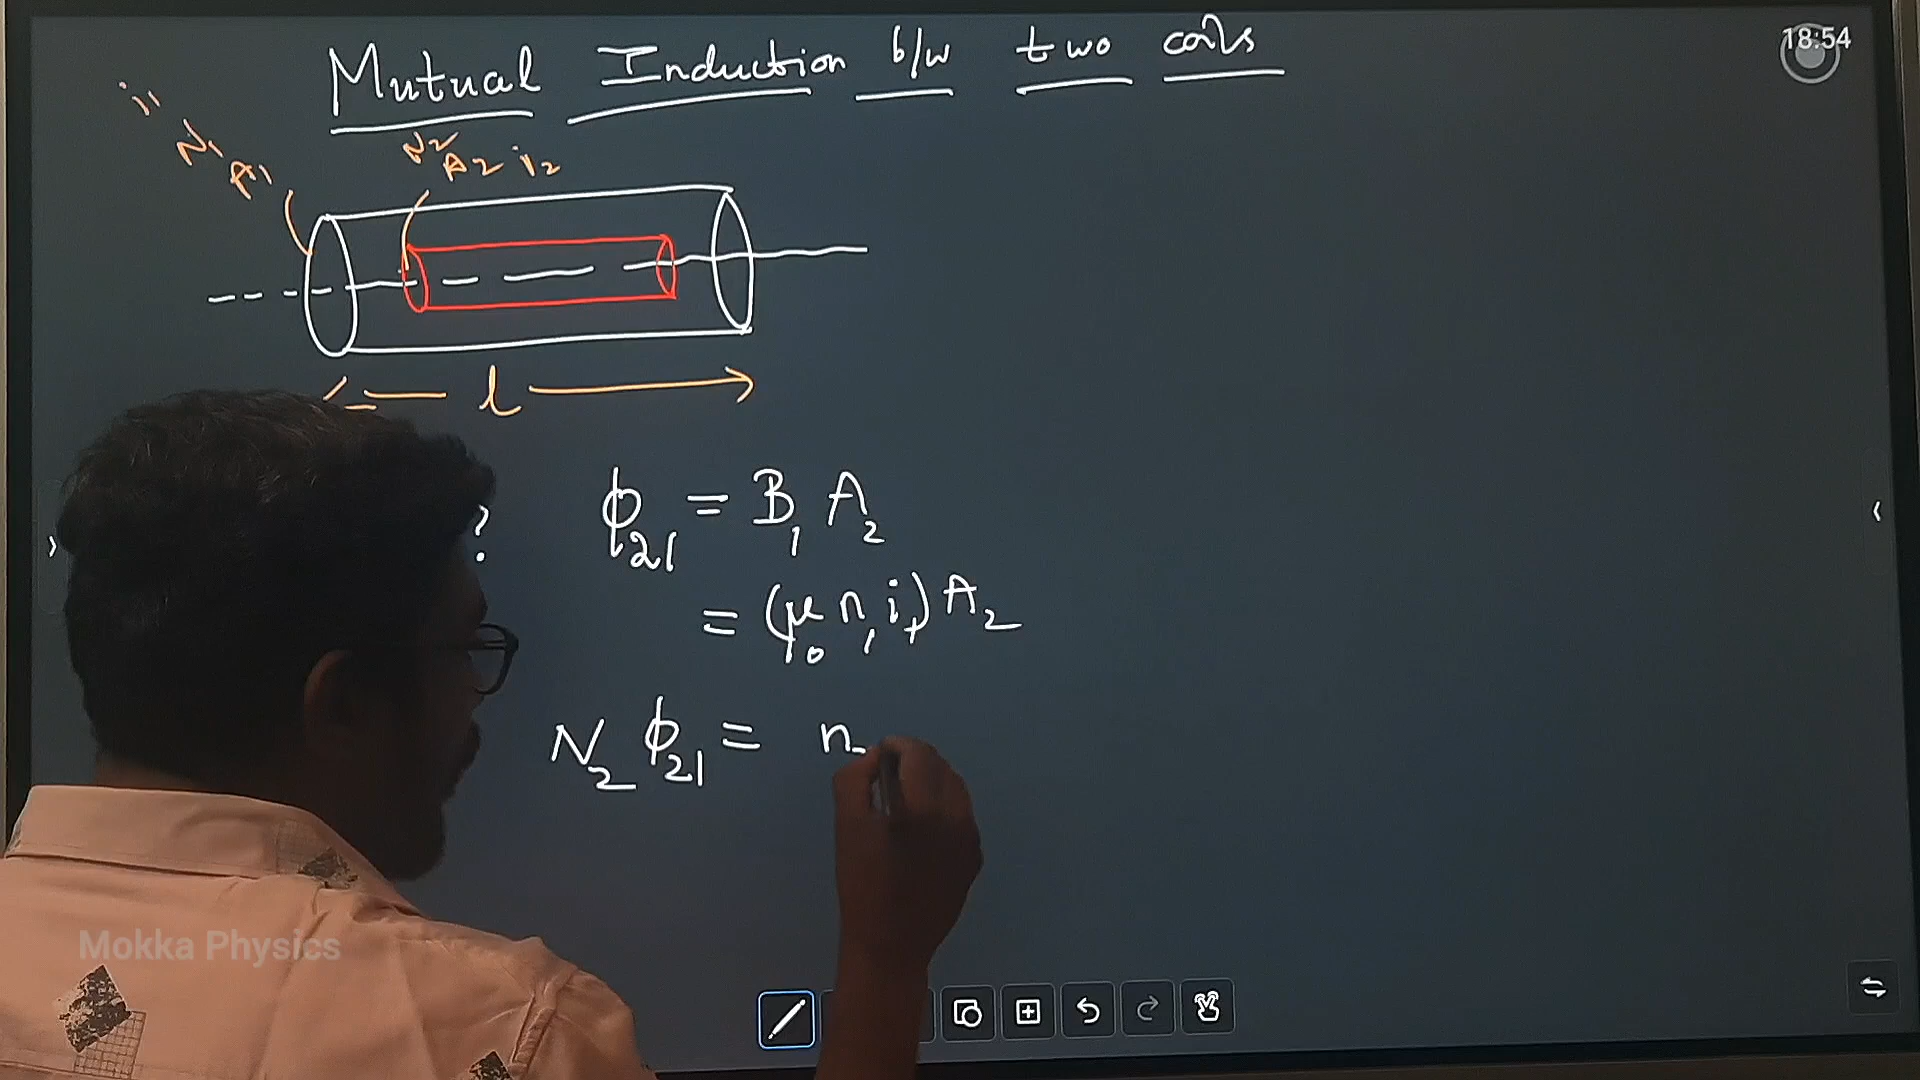 Mutual Induction b/w two coils
18:54
i1
N1
A1
N2
A2 i2
l
?
ϕ21 = B1 A2
= (μ0 n1 i1) A2
N2 ϕ21 = n
Mokka Physics